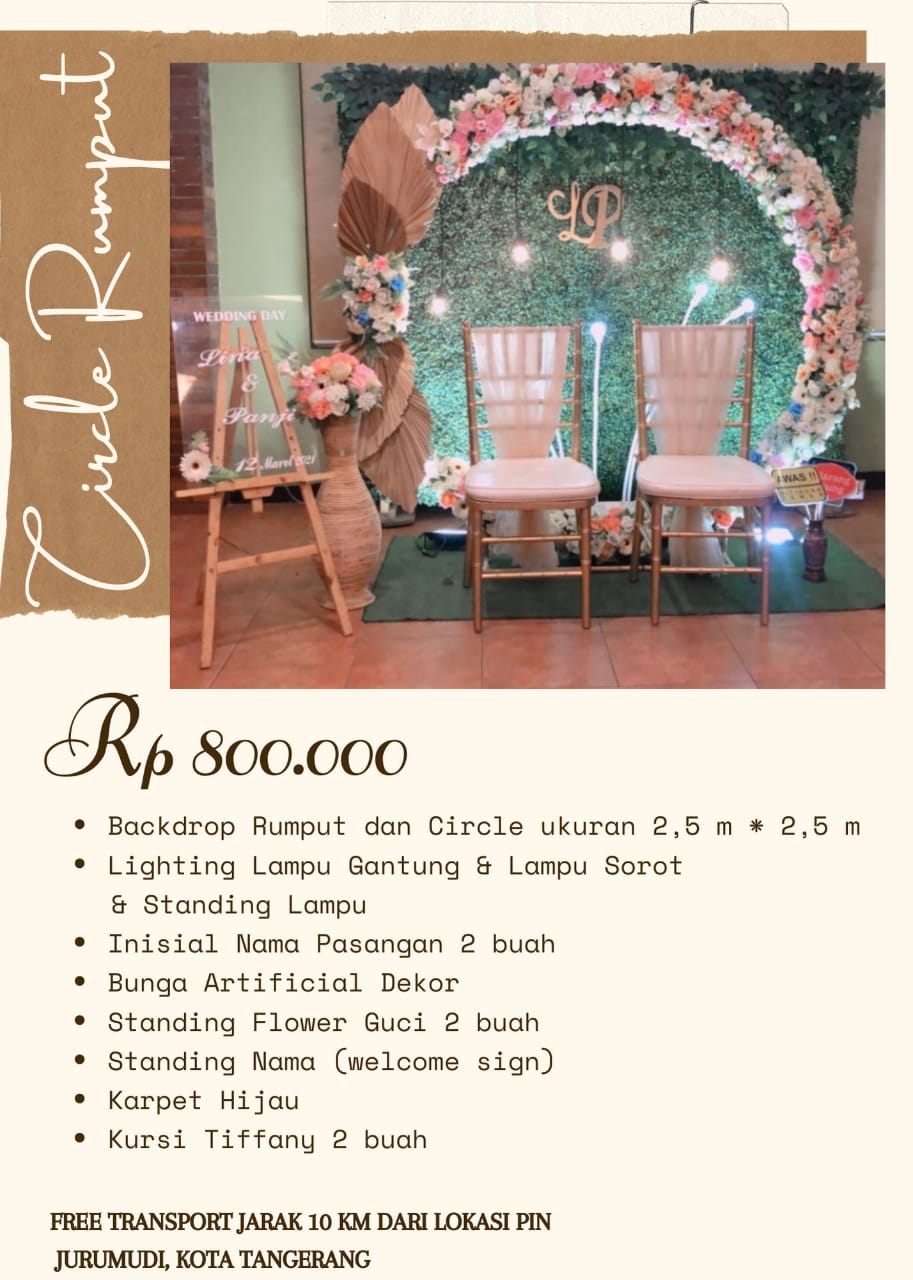 Circle Rumput
LP
WEDDING DAY
Lina
&
Panji
12 Maret 2021
AWAS !!
Rp 800.000
• Backdrop Rumput dan Circle ukuran 2,5 m * 2,5 m
• Lighting Lampu Gantung & Lampu Sorot
& Standing Lampu
• Inisial Nama Pasangan 2 buah
• Bunga Artificial Dekor
• Standing Flower Guci 2 buah
• Standing Nama (welcome sign)
• Karpet Hijau
• Kursi Tiffany 2 buah
FREE TRANSPORT JARAK 10 KM DARI LOKASI PIN
JURUMUDI, KOTA TANGERANG